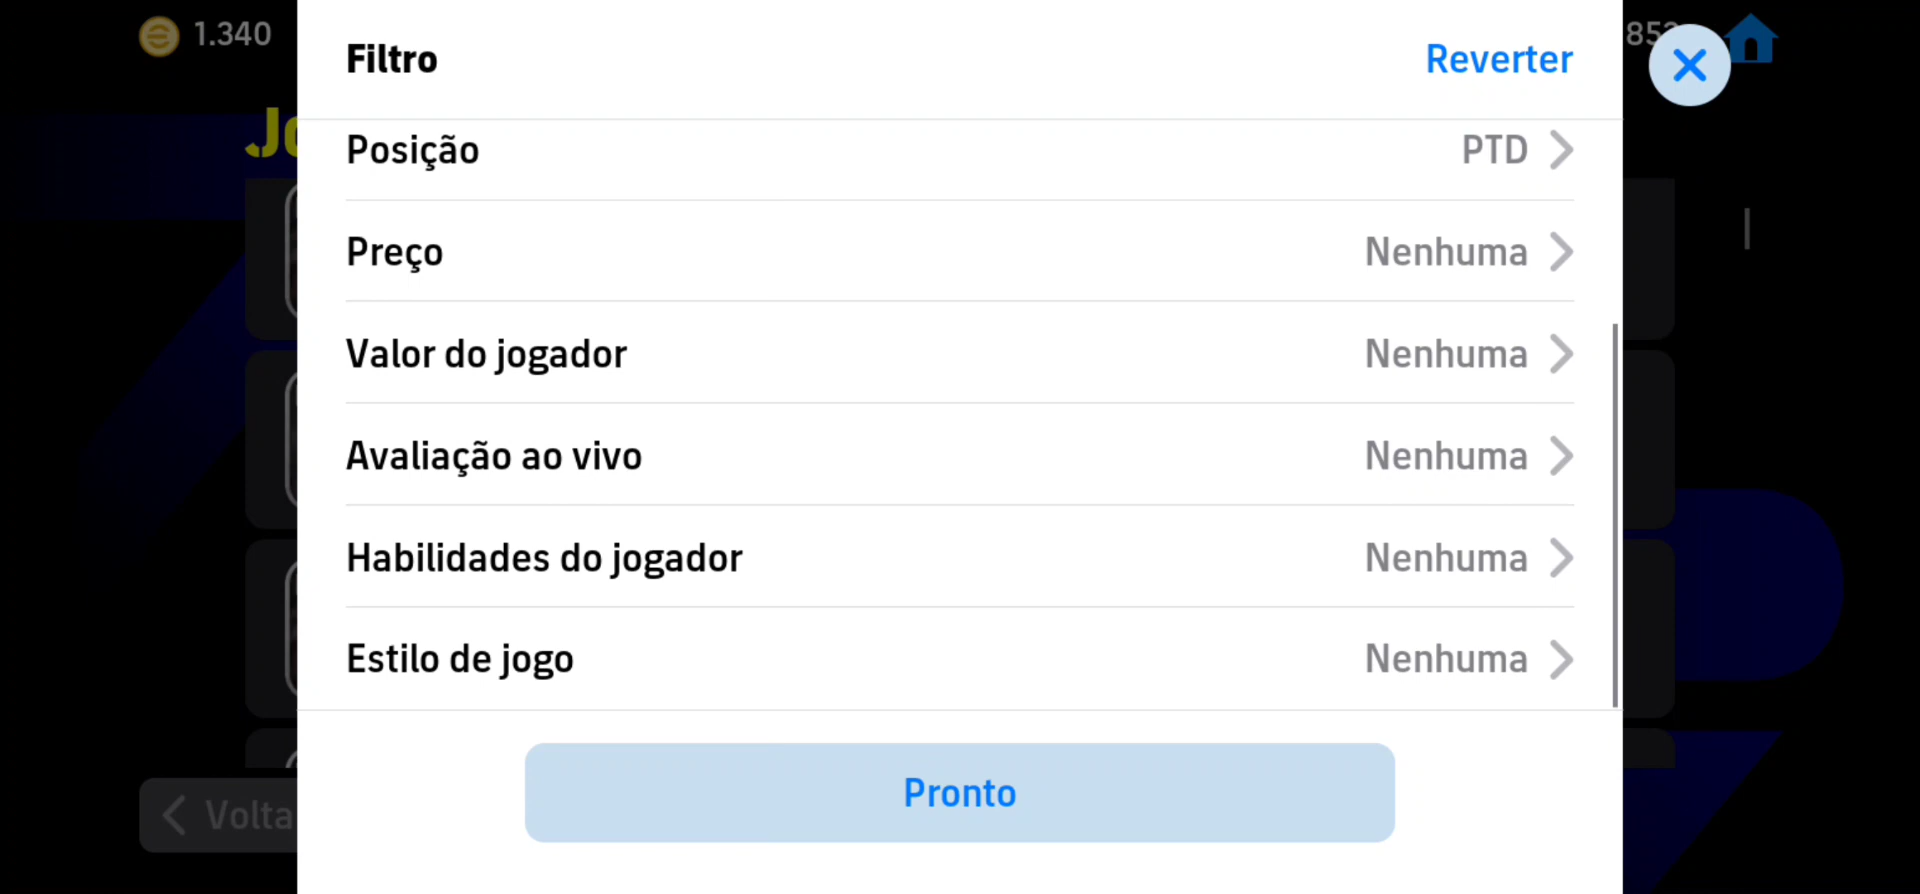 1.340
Filtro
Reverter
Posição
PTD
Preço
Nenhuma
Valor do jogador
Nenhuma
Avaliação ao vivo
Nenhuma
Habilidades do jogador
Nenhuma
Estilo de jogo
Nenhuma
Pronto
Volta